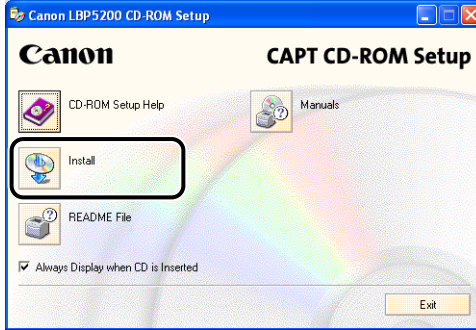 Canon LBP5200 CD-ROM Setup
Canon
CAPT CD-ROM Setup
CD-ROM Setup Help
Manuals
Install
README File
Always Display when CD is Inserted
Exit